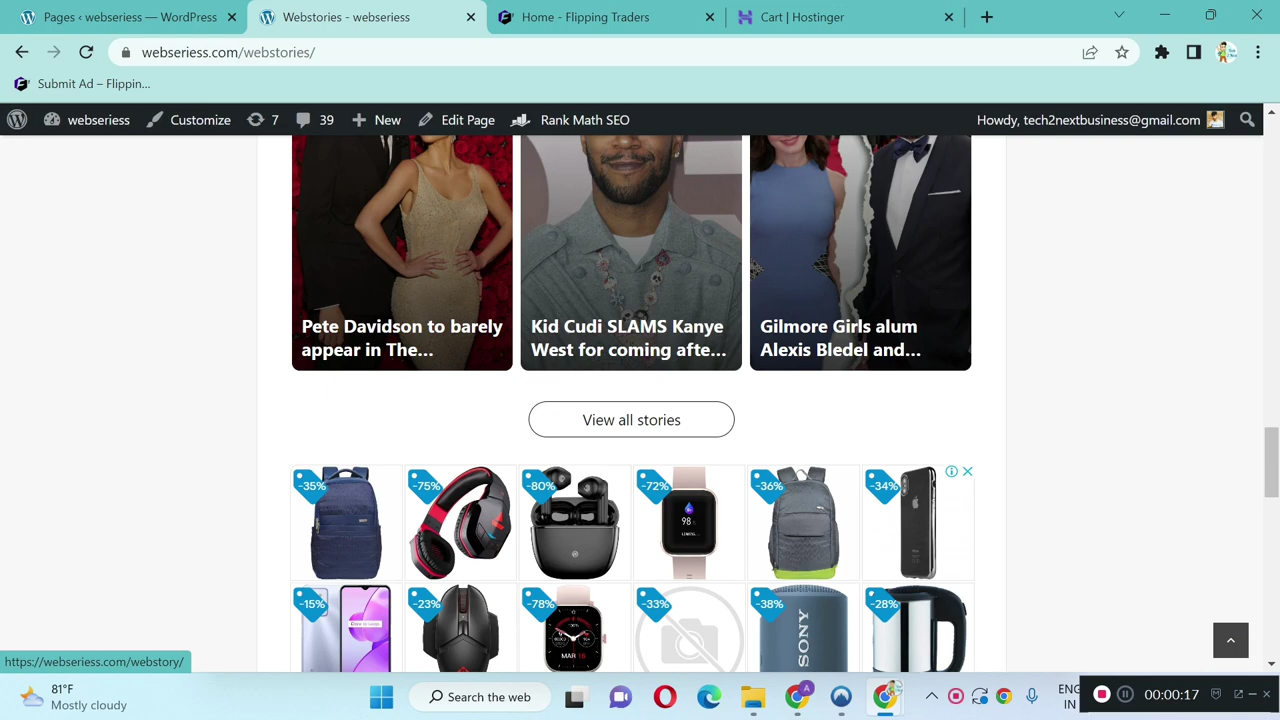 Pages ‹ webseriess — WordPress
Webstories - webseriess
Home - Flipping Traders
Cart | Hostinger
webseriess.com/webstories/
Submit Ad – Flippin...
webseriess
Customize
7
39
New
Edit Page
Rank Math SEO
Howdy, tech2nextbusiness@gmail.com
Pete Davidson to barely
appear in The...
Kid Cudi SLAMS Kanye
West for coming afte...
Gilmore Girls alum
Alexis Bledel and...
View all stories
-35%
-75%
-80%
-72%
-36%
-34%
-15%
-23%
-78%
-33%
-38%
-28%
SONY
https://webseriess.com/webstory/
81°F
Mostly cloudy
Search the web
ENG
IN
00:00:17